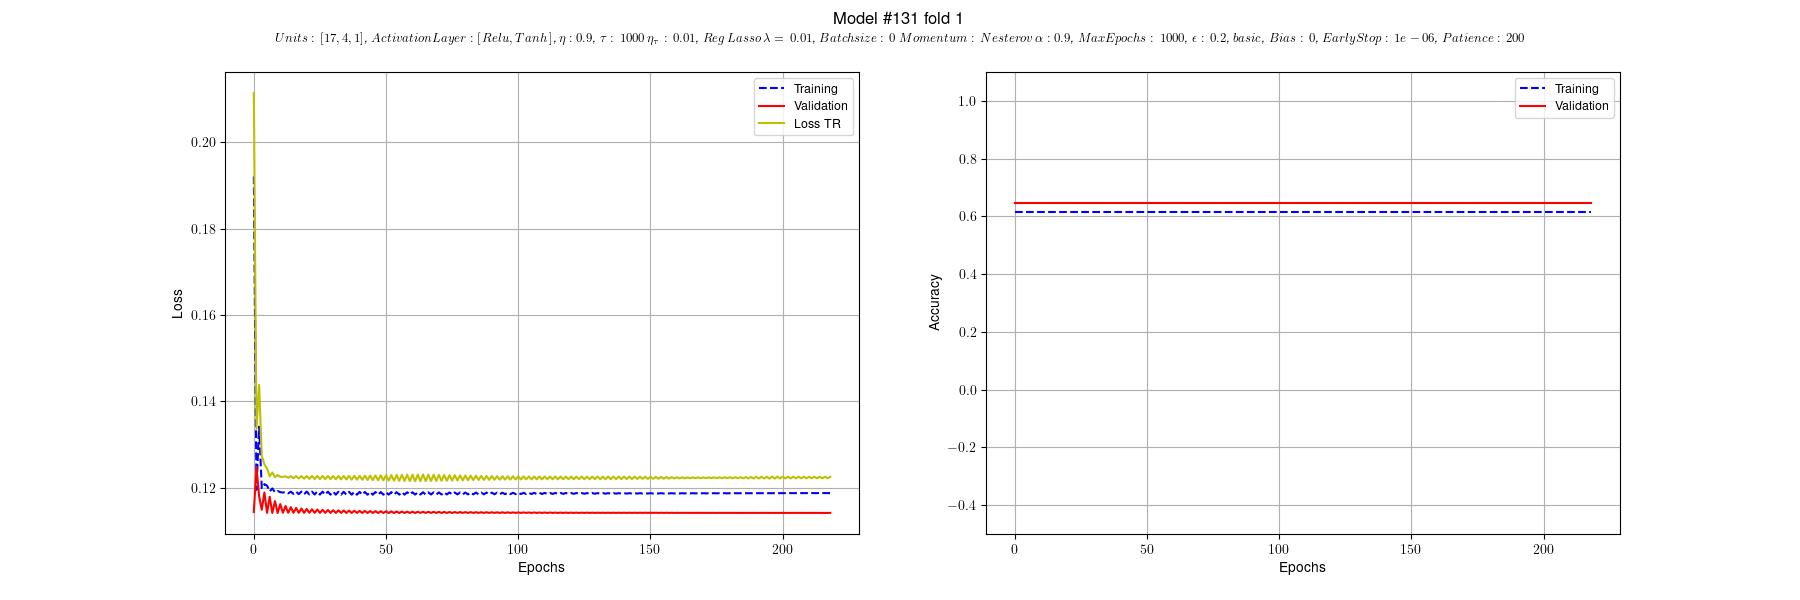 Model #131 fold 1
Units : [17, 4, 1], ActivationLayer : [Relu, Tanh], η : 0.9, τ : 1000 ητ : 0.01, Reg Lasso λ = 0.01, Batchsize : 0 Momentum : Nesterov α : 0.9, MaxEpochs : 1000, ϵ : 0.2, basic, Bias : 0, EarlyStop : 1e − 06, Patience : 200
Training
Validation
Loss TR
0.20
0.18
0.16
0.14
0.12
Loss
0
50
100
150
200
Epochs
Training
Validation
1.0
0.8
0.6
0.4
0.2
0.0
−0.2
−0.4
Accuracy
0
50
100
150
200
Epochs